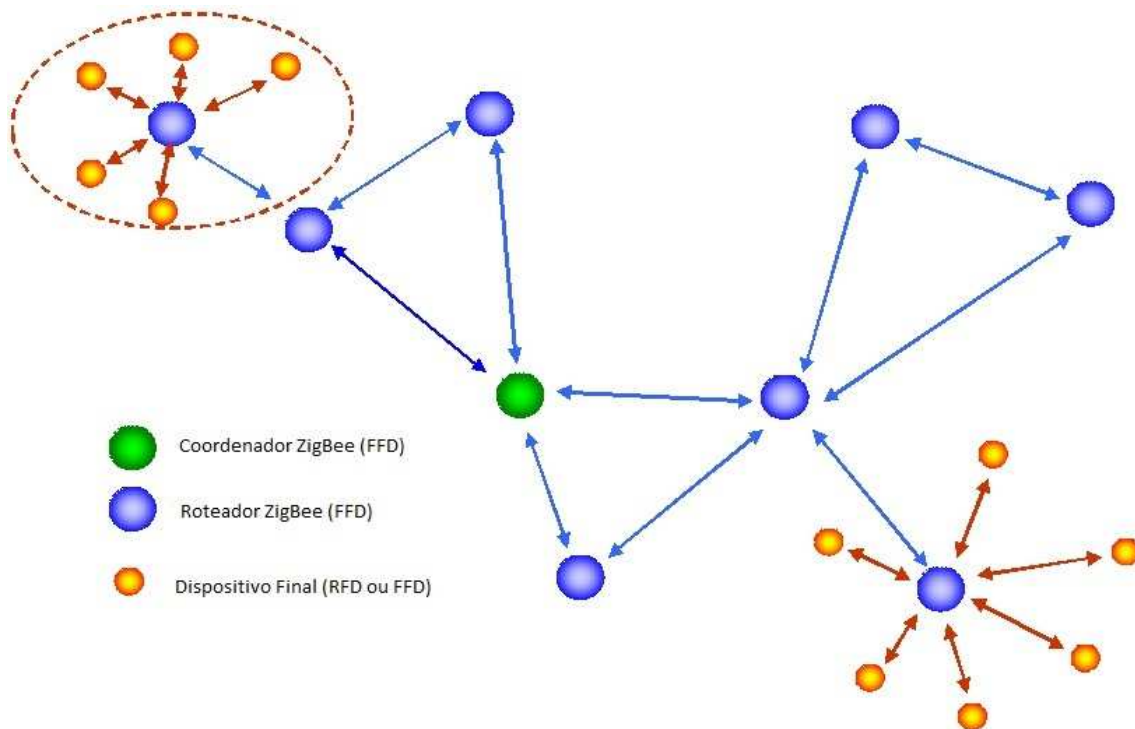 Coordenador ZigBee (FFD)
Roteador ZigBee (FFD)
Dispositivo Final (RFD ou FFD)